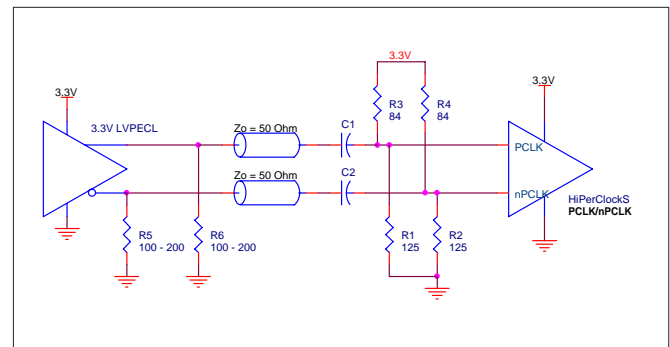 3.3V
3.3V
3.3V
R3
84
R4
84
3.3V LVPECL
Zo = 50 Ohm
C1
PCLK
Zo = 50 Ohm
C2
nPCLK
HiPerClockS
PCLK/nPCLK
R5
100 - 200
R6
100 - 200
R1
125
R2
125